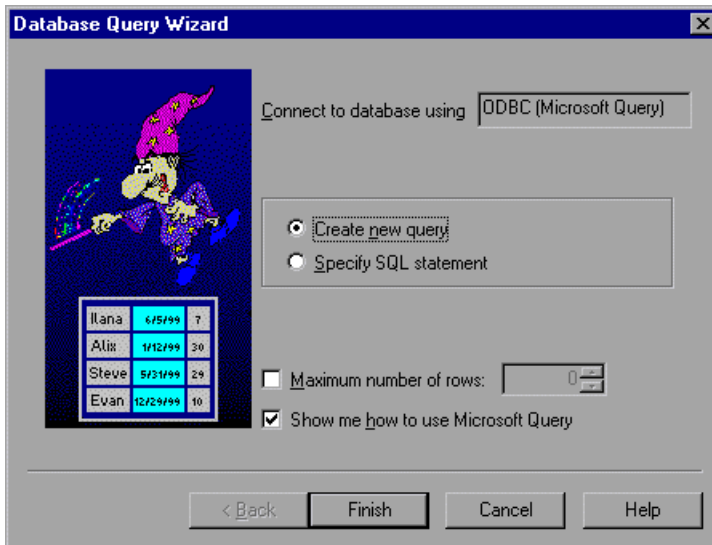 Database Query Wizard
Connect to database using ODBC (Microsoft Query)
Create new query
Specify SQL statement
Ilana 6/5/99 7
Alix 1/12/99 30
Steve 5/31/99 29
Evan 12/29/99 10
Maximum number of rows: 0
Show me how to use Microsoft Query
< Back Finish Cancel Help